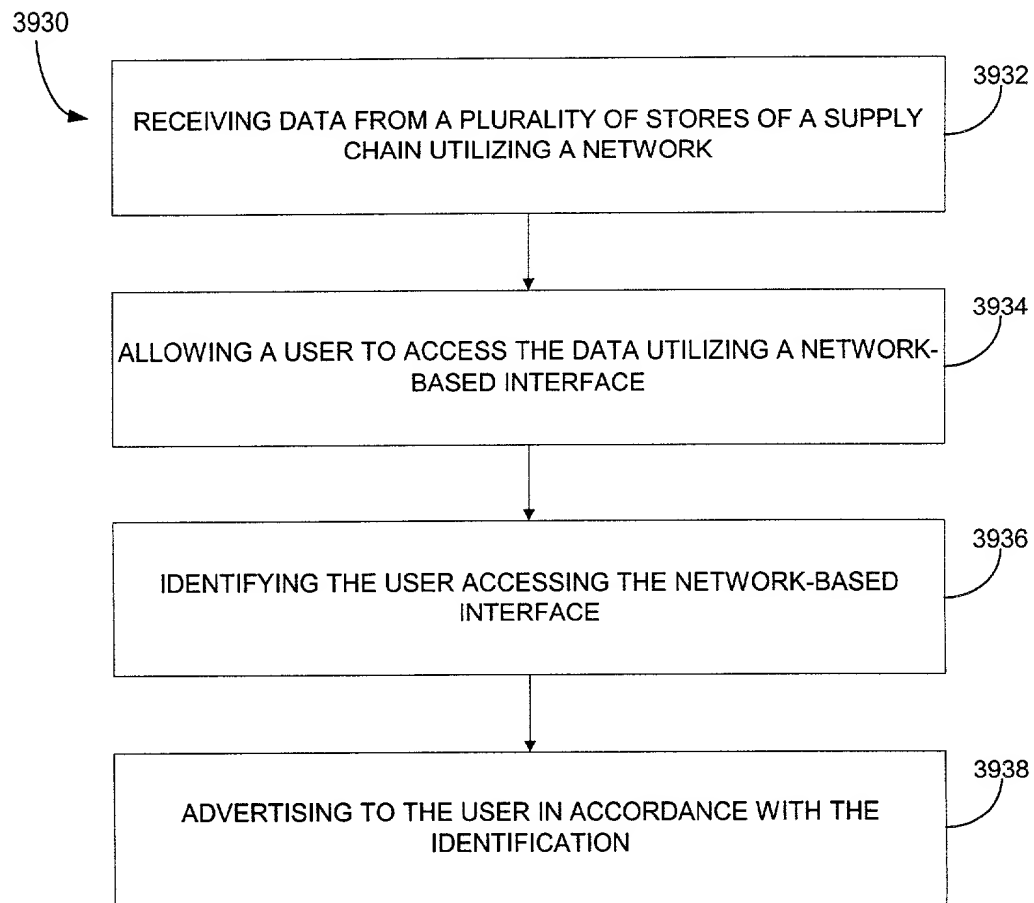 3930
3932
RECEIVING DATA FROM A PLURALITY OF STORES OF A SUPPLY
CHAIN UTILIZING A NETWORK
3934
ALLOWING A USER TO ACCESS THE DATA UTILIZING A NETWORK-
BASED INTERFACE
3936
IDENTIFYING THE USER ACCESSING THE NETWORK-BASED
INTERFACE
3938
ADVERTISING TO THE USER IN ACCORDANCE WITH THE
IDENTIFICATION